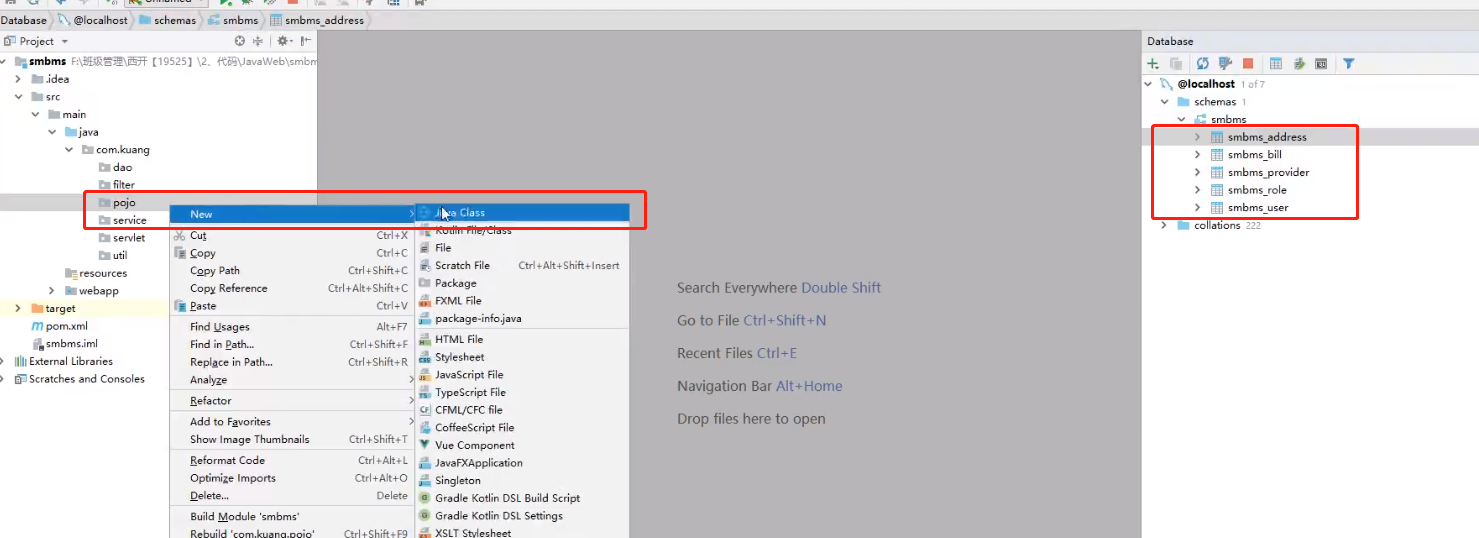 Unnamed
Database @localhost schemas smbms smbms_address
Project
smbms F:\班级管理\西开【19525】\2、代码\JavaWeb\smbm
.idea
src
main
java
com.kuang
dao
filter
pojo
service
servlet
util
resources
webapp
target
pom.xml
smbms.iml
External Libraries
Scratches and Consoles
New
Cut Ctrl+X
Copy Ctrl+C
Copy Path Ctrl+Shift+C
Copy Reference Ctrl+Alt+Shift+C
Paste Ctrl+V
Find Usages Alt+F7
Find in Path... Ctrl+Shift+F
Replace in Path... Ctrl+Shift+R
Analyze
Refactor
Add to Favorites
Show Image Thumbnails Ctrl+Shift+T
Reformat Code Ctrl+Alt+L
Optimize Imports Ctrl+Alt+O
Delete... Delete
Build Module 'smbms'
Rebuild 'com.kuang.pojo' Ctrl+Shift+F9
Java Class
Kotlin File/Class
File
Scratch File Ctrl+Alt+Shift+Insert
Package
FXML File
package-info.java
HTML File
Stylesheet
JavaScript File
TypeScript File
CFML/CFC file
CoffeeScript File
Vue Component
JavaFXApplication
Singleton
Gradle Kotlin DSL Build Script
Gradle Kotlin DSL Settings
XSLT Stylesheet
Search Everywhere Double Shift
Go to File Ctrl+Shift+N
Recent Files Ctrl+E
Navigation Bar Alt+Home
Drop files here to open
Database
@localhost 1 of 7
schemas 1
smbms
smbms_address
smbms_bill
smbms_provider
smbms_role
smbms_user
collations 222